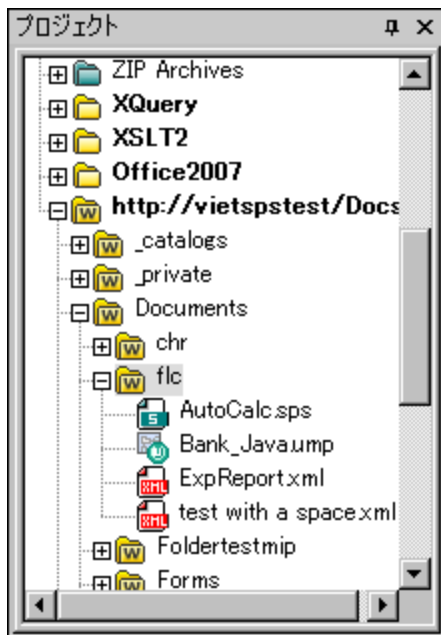 プロジェクト
ZIP Archives
XQuery
XSLT2
Office2007
http://vietspstest/Docs
_catalogs
_private
Documents
chr
flc
AutoCalc.sps
Bank_Java.ump
ExpReport.xml
test with a space.xml
Foldertestmip
Forms